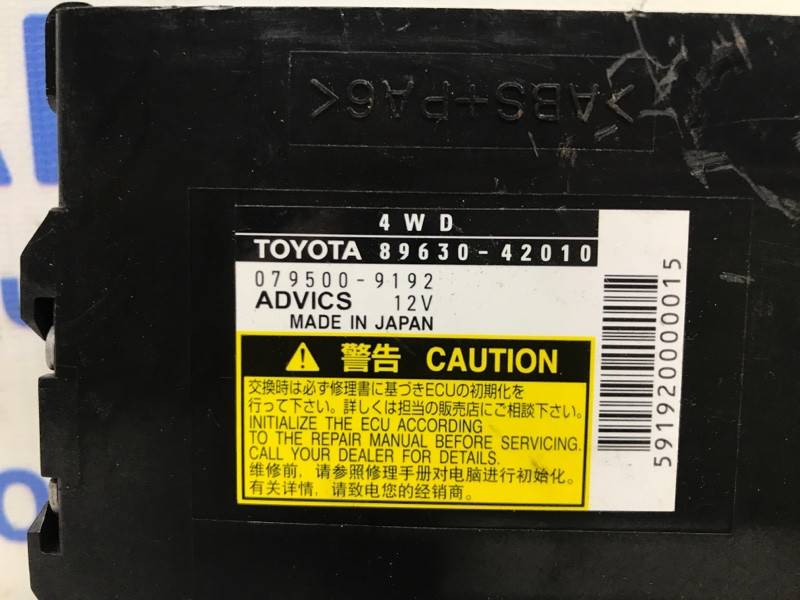 >ABS+PA6<
4WD
TOYOTA 89630-42010
079500-9192
ADVICS 12V
MADE IN JAPAN
警告 CAUTION
交換時は必ず修理書に基づきECUの初期化を
行って下さい。詳しくは担当の販売店にご相談下さい。
INITIALIZE THE ECU ACCORDING
TO THE REPAIR MANUAL BEFORE SERVICING.
CALL YOUR DEALER FOR DETAILS.
维修前，请参照修理手册对电脑进行初始化。
有关详情，请致电您的经销商。
5919200000015